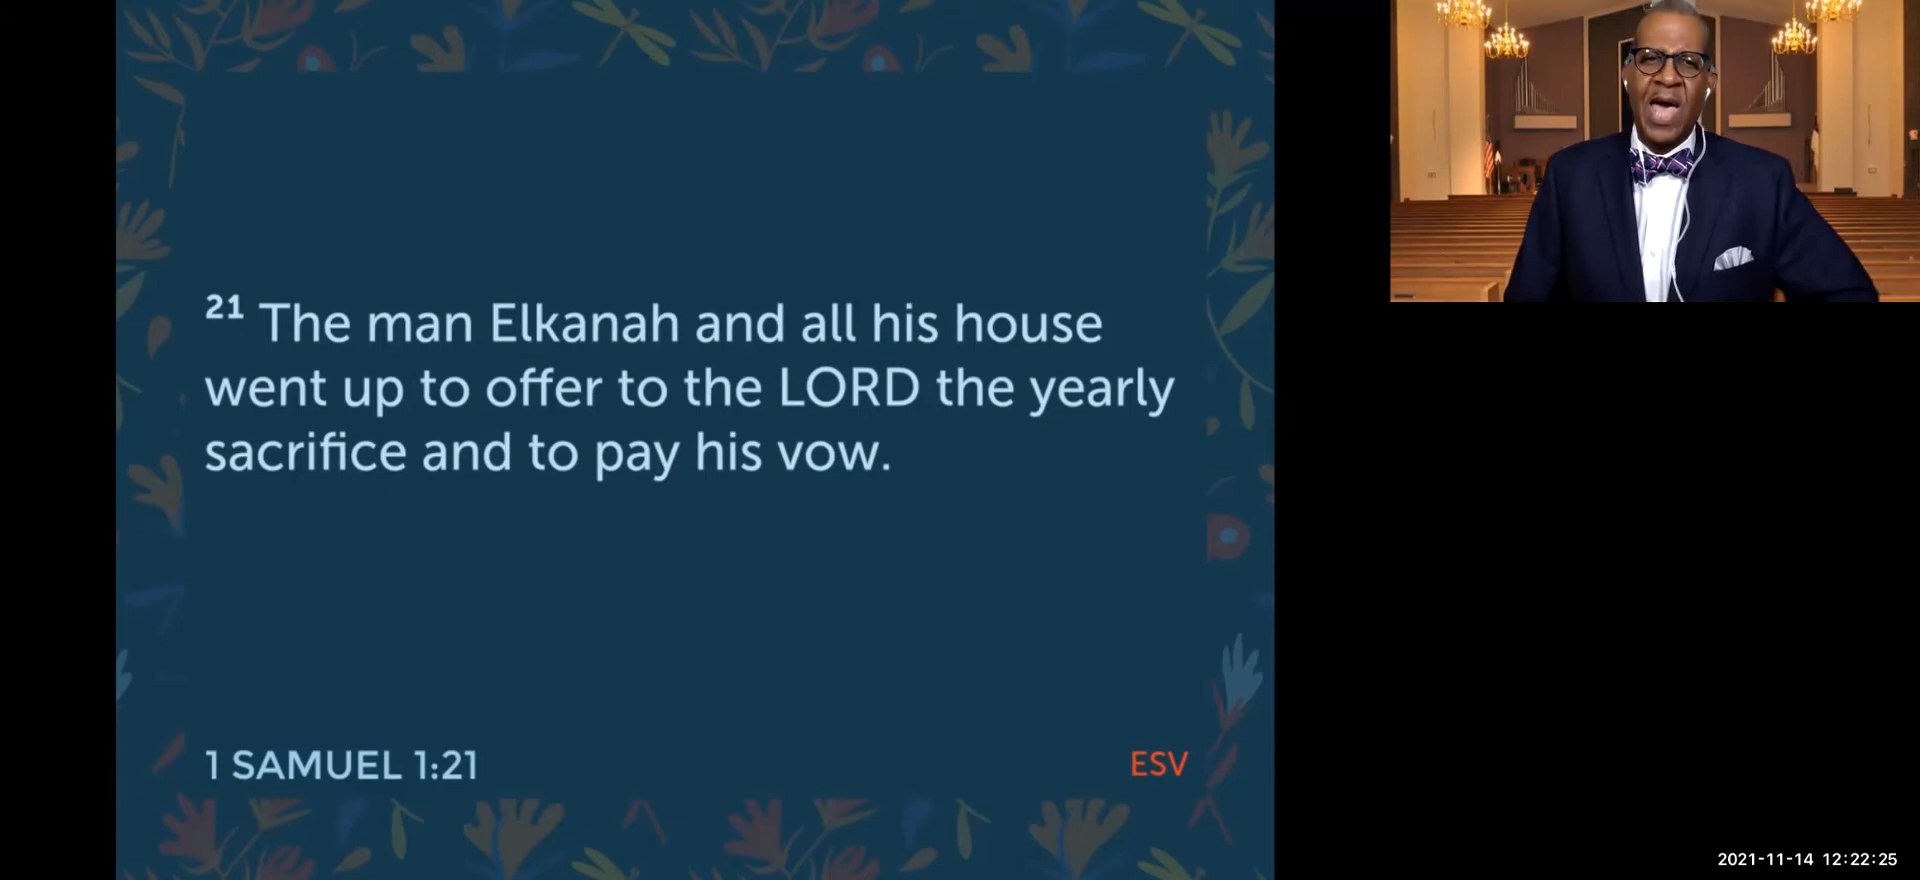 21 The man Elkanah and all his house
went up to offer to the LORD the yearly
sacrifice and to pay his vow.
1 SAMUEL 1:21
ESV
2021-11-14 12:22:25